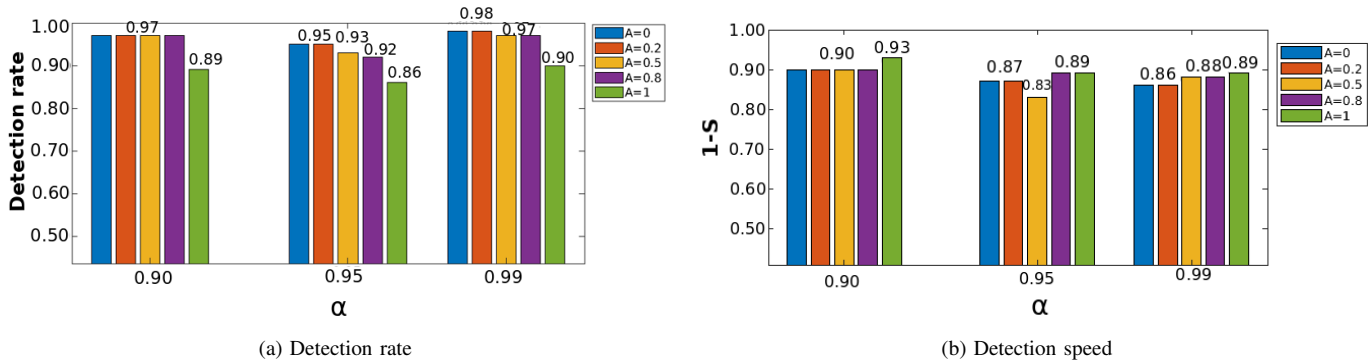 Detection rate
1.00
0.90
0.80
0.70
0.60
0.50
0.97
0.89
0.95
0.93
0.92
0.86
0.98
0.97
0.90
0.90
0.95
0.99
α
A=0
A=0.2
A=0.5
A=0.8
A=1
(a) Detection rate
1-S
1.00
0.90
0.80
0.70
0.60
0.50
0.90
0.93
0.87
0.83
0.89
0.86
0.88
0.89
0.90
0.95
0.99
α
A=0
A=0.2
A=0.5
A=0.8
A=1
(b) Detection speed